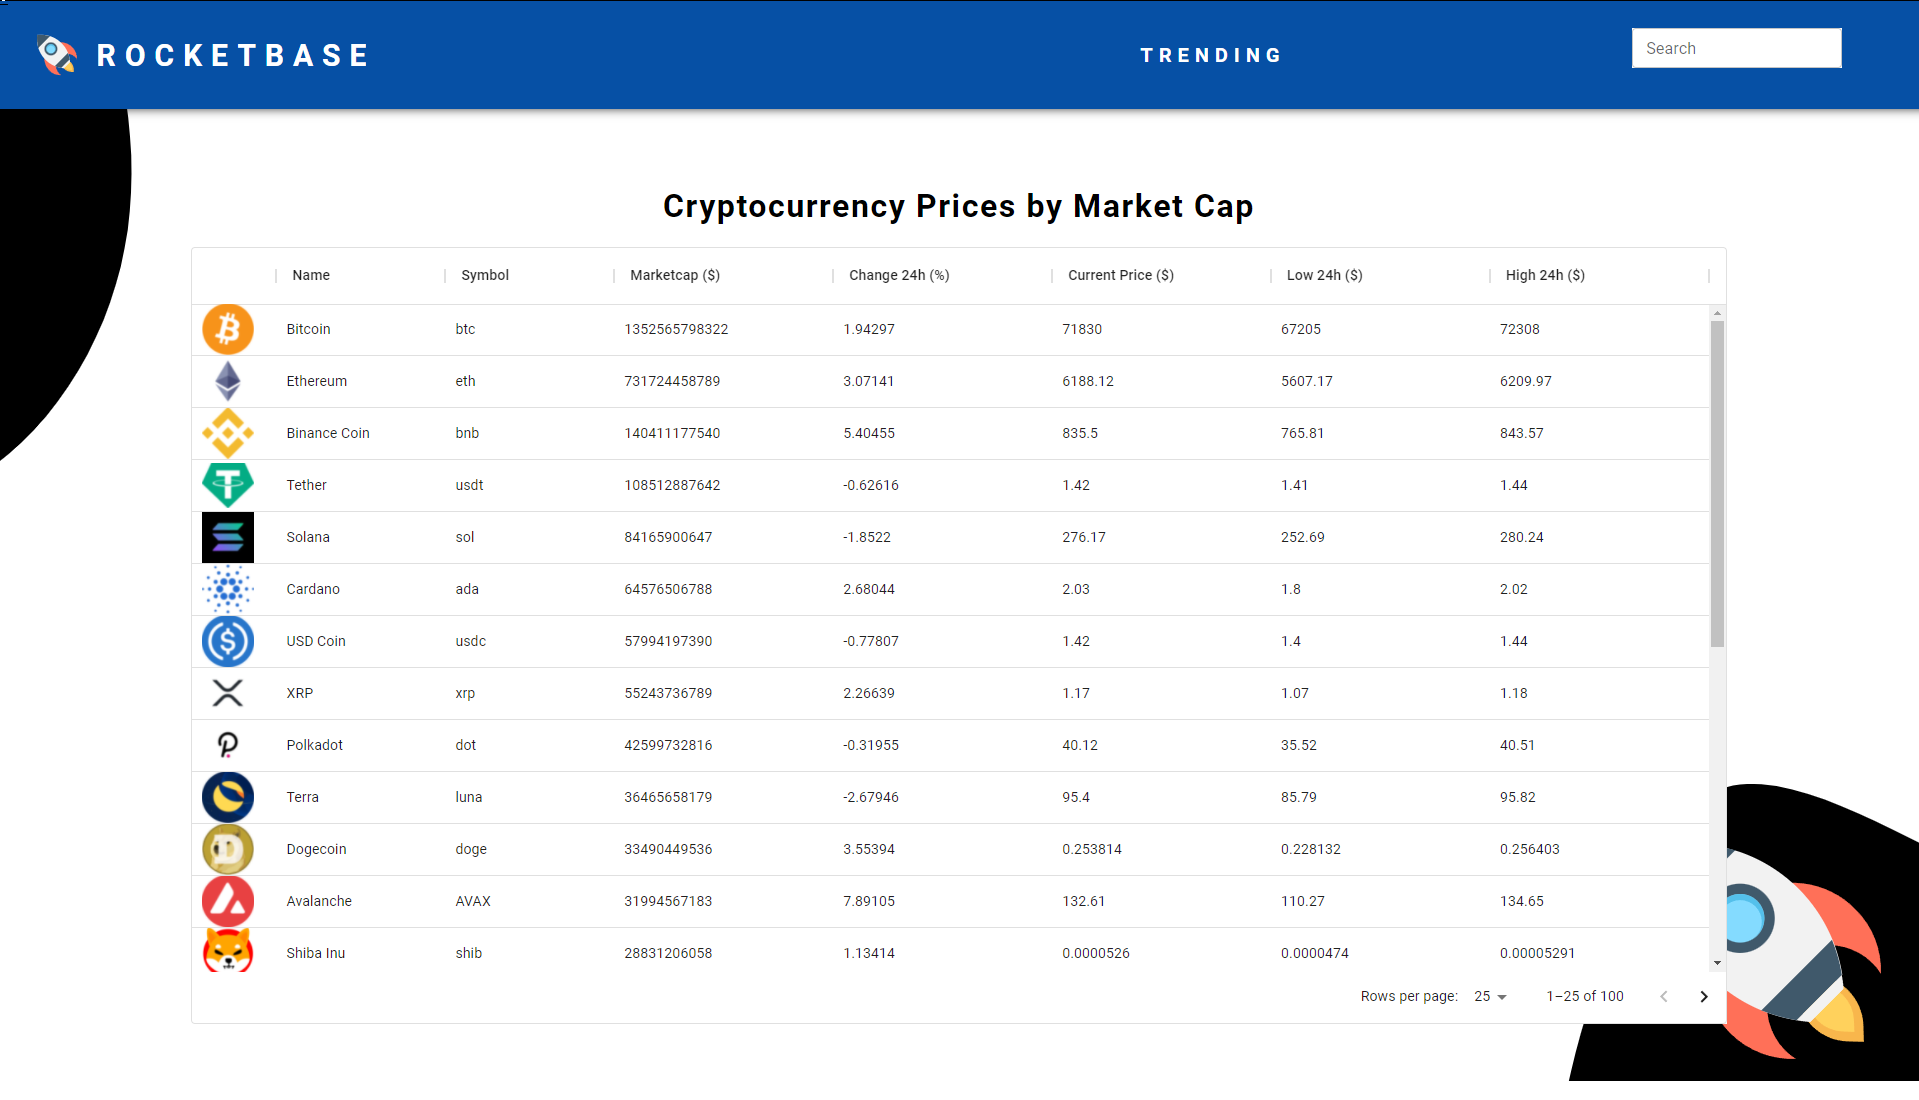 ROCKETBASE TRENDING Search
Cryptocurrency Prices by Market Cap
Name Symbol Marketcap ($) Change 24h (%) Current Price ($) Low 24h ($) High 24h ($)
Bitcoin btc 1352565798322 1.94297 71830 67205 72308
Ethereum eth 731724458789 3.07141 6188.12 5607.17 6209.97
Binance Coin bnb 140411177540 5.40455 835.5 765.81 843.57
Tether usdt 108512887642 -0.62616 1.42 1.41 1.44
Solana sol 84165900647 -1.8522 276.17 252.69 280.24
Cardano ada 64576506788 2.68044 2.03 1.8 2.02
USD Coin usdc 57994197390 -0.77807 1.42 1.4 1.44
XRP xrp 55243736789 2.26639 1.17 1.07 1.18
Polkadot dot 42599732816 -0.31955 40.12 35.52 40.51
Terra luna 36465658179 -2.67946 95.4 85.79 95.82
Dogecoin doge 33490449536 3.55394 0.253814 0.228132 0.256403
Avalanche AVAX 31994567183 7.89105 132.61 110.27 134.65
Shiba Inu shib 28831206058 1.13414 0.0000526 0.0000474 0.00005291
Rows per page: 25 1–25 of 100